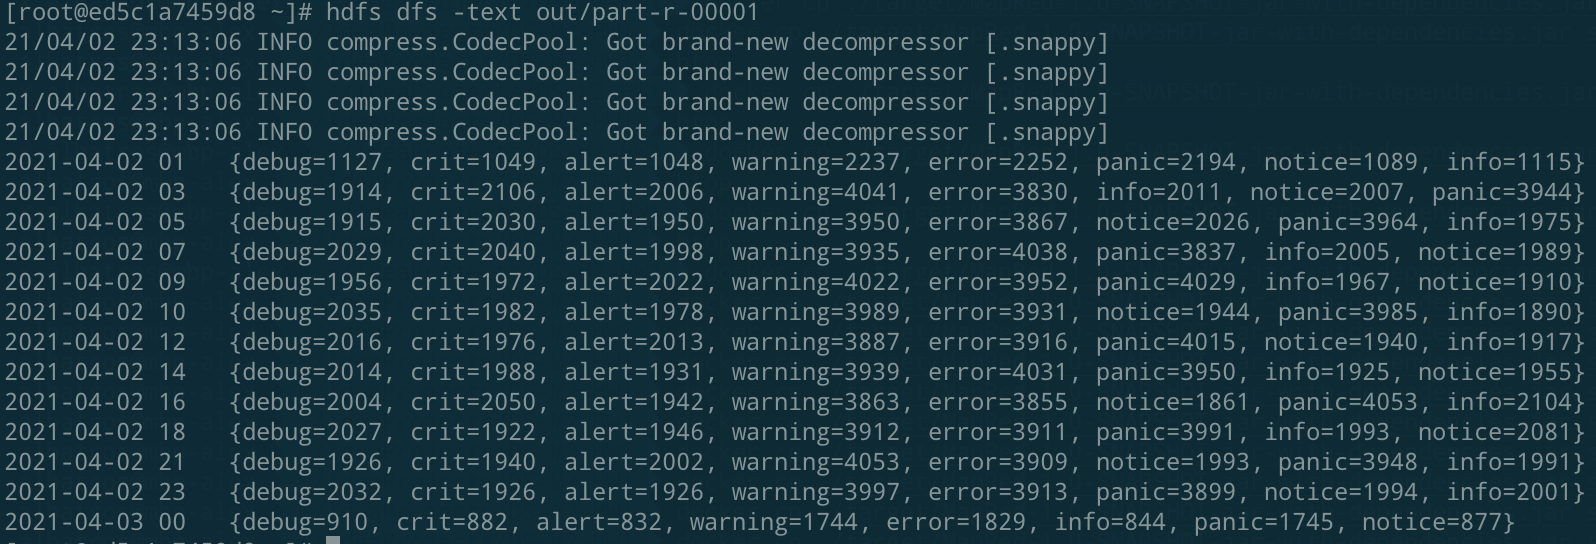 [root@ed5c1a7459d8 ~]# hdfs dfs -text out/part-r-00001
21/04/02 23:13:06 INFO compress.CodecPool: Got brand-new decompressor [.snappy]
21/04/02 23:13:06 INFO compress.CodecPool: Got brand-new decompressor [.snappy]
21/04/02 23:13:06 INFO compress.CodecPool: Got brand-new decompressor [.snappy]
21/04/02 23:13:06 INFO compress.CodecPool: Got brand-new decompressor [.snappy]
2021-04-02 01   {debug=1127, crit=1049, alert=1048, warning=2237, error=2252, panic=2194, notice=1089, info=1115}
2021-04-02 03   {debug=1914, crit=2106, alert=2006, warning=4041, error=3830, info=2011, notice=2007, panic=3944}
2021-04-02 05   {debug=1915, crit=2030, alert=1950, warning=3950, error=3867, notice=2026, panic=3964, info=1975}
2021-04-02 07   {debug=2029, crit=2040, alert=1998, warning=3935, error=4038, panic=3837, info=2005, notice=1989}
2021-04-02 09   {debug=1956, crit=1972, alert=2022, warning=4022, error=3952, panic=4029, info=1967, notice=1910}
2021-04-02 10   {debug=2035, crit=1982, alert=1978, warning=3989, error=3931, notice=1944, panic=3985, info=1890}
2021-04-02 12   {debug=2016, crit=1976, alert=2013, warning=3887, error=3916, panic=4015, notice=1940, info=1917}
2021-04-02 14   {debug=2014, crit=1988, alert=1931, warning=3939, error=4031, panic=3950, info=1925, notice=1955}
2021-04-02 16   {debug=2004, crit=2050, alert=1942, warning=3863, error=3855, notice=1861, panic=4053, info=2104}
2021-04-02 18   {debug=2027, crit=1922, alert=1946, warning=3912, error=3911, panic=3991, info=1993, notice=2081}
2021-04-02 21   {debug=1926, crit=1940, alert=2002, warning=4053, error=3909, notice=1993, panic=3948, info=1991}
2021-04-02 23   {debug=2032, crit=1926, alert=1926, warning=3997, error=3913, panic=3899, notice=1994, info=2001}
2021-04-03 00   {debug=910, crit=882, alert=832, warning=1744, error=1829, info=844, panic=1745, notice=877}